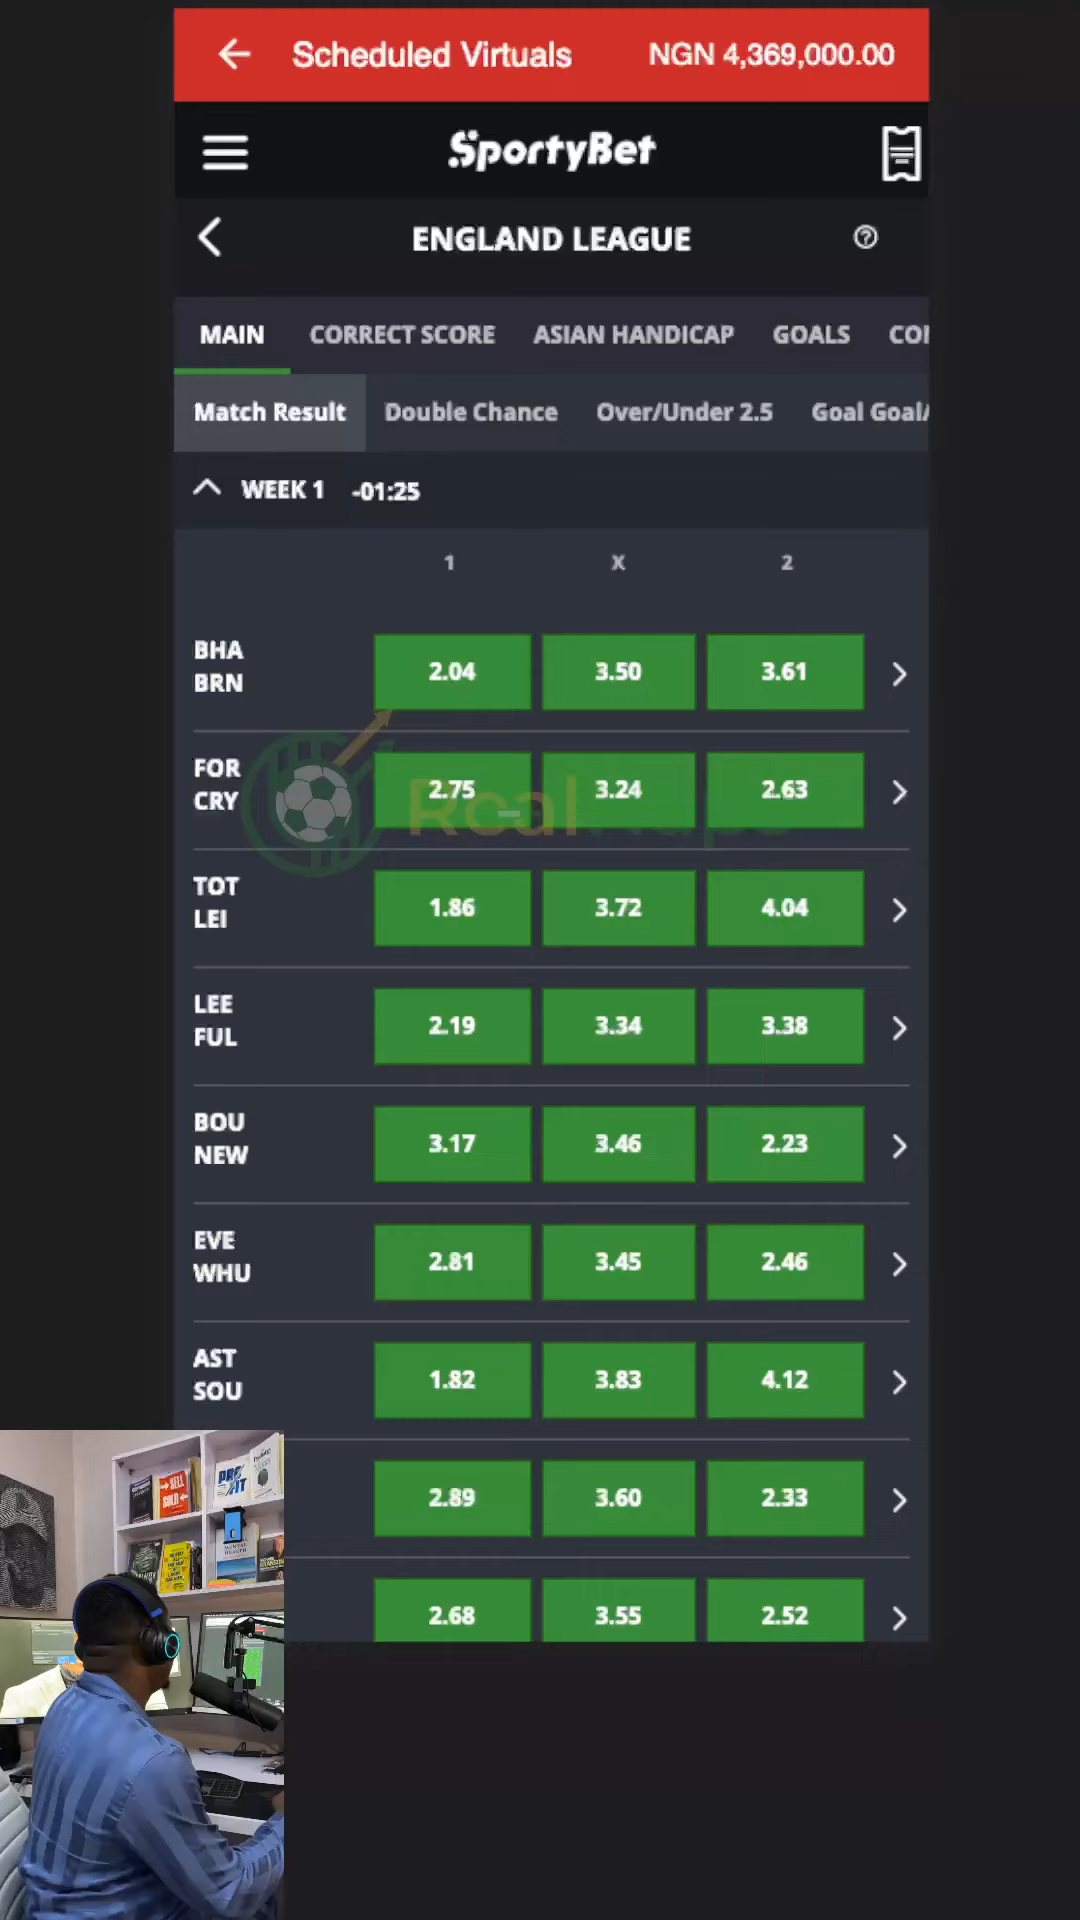 Scheduled Virtuals NGN 4,369,000.00
SportyBet
ENGLAND LEAGUE
MAIN CORRECT SCORE ASIAN HANDICAP GOALS
Match Result Double Chance Over/Under 2.5 Goal Goal/
WEEK 1 -01:25
1 X 2
BHA
BRN
2.04 3.50 3.61
FOR
CRY
2.75 3.24 2.63
TOT
LEI
1.86 3.72 4.04
LEE
FUL
2.19 3.34 3.38
BOU
NEW
3.17 3.46 2.23
EVE
WHU
2.81 3.45 2.46
AST
SOU
1.82 3.83 4.12
2.89 3.60 2.33
2.68 3.55 2.52
SELL